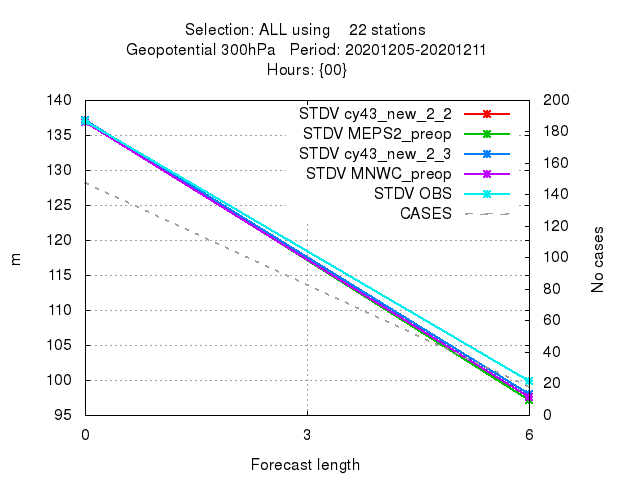 Selection: ALL using 22 stations
Geopotential 300hPa Period: 20201205-20201211
Hours: {00}
140 200
STDV cy43_new_2_2
135 180
STDV MEPS2_preop
130 160
STDV cy43_new_2_3
STDV MNWC_preop
125 140
STDV OBS
120 120
CASES
115 100
110 80
105 60
100 40
95 20
0
m
No cases
0 3 6
Forecast length